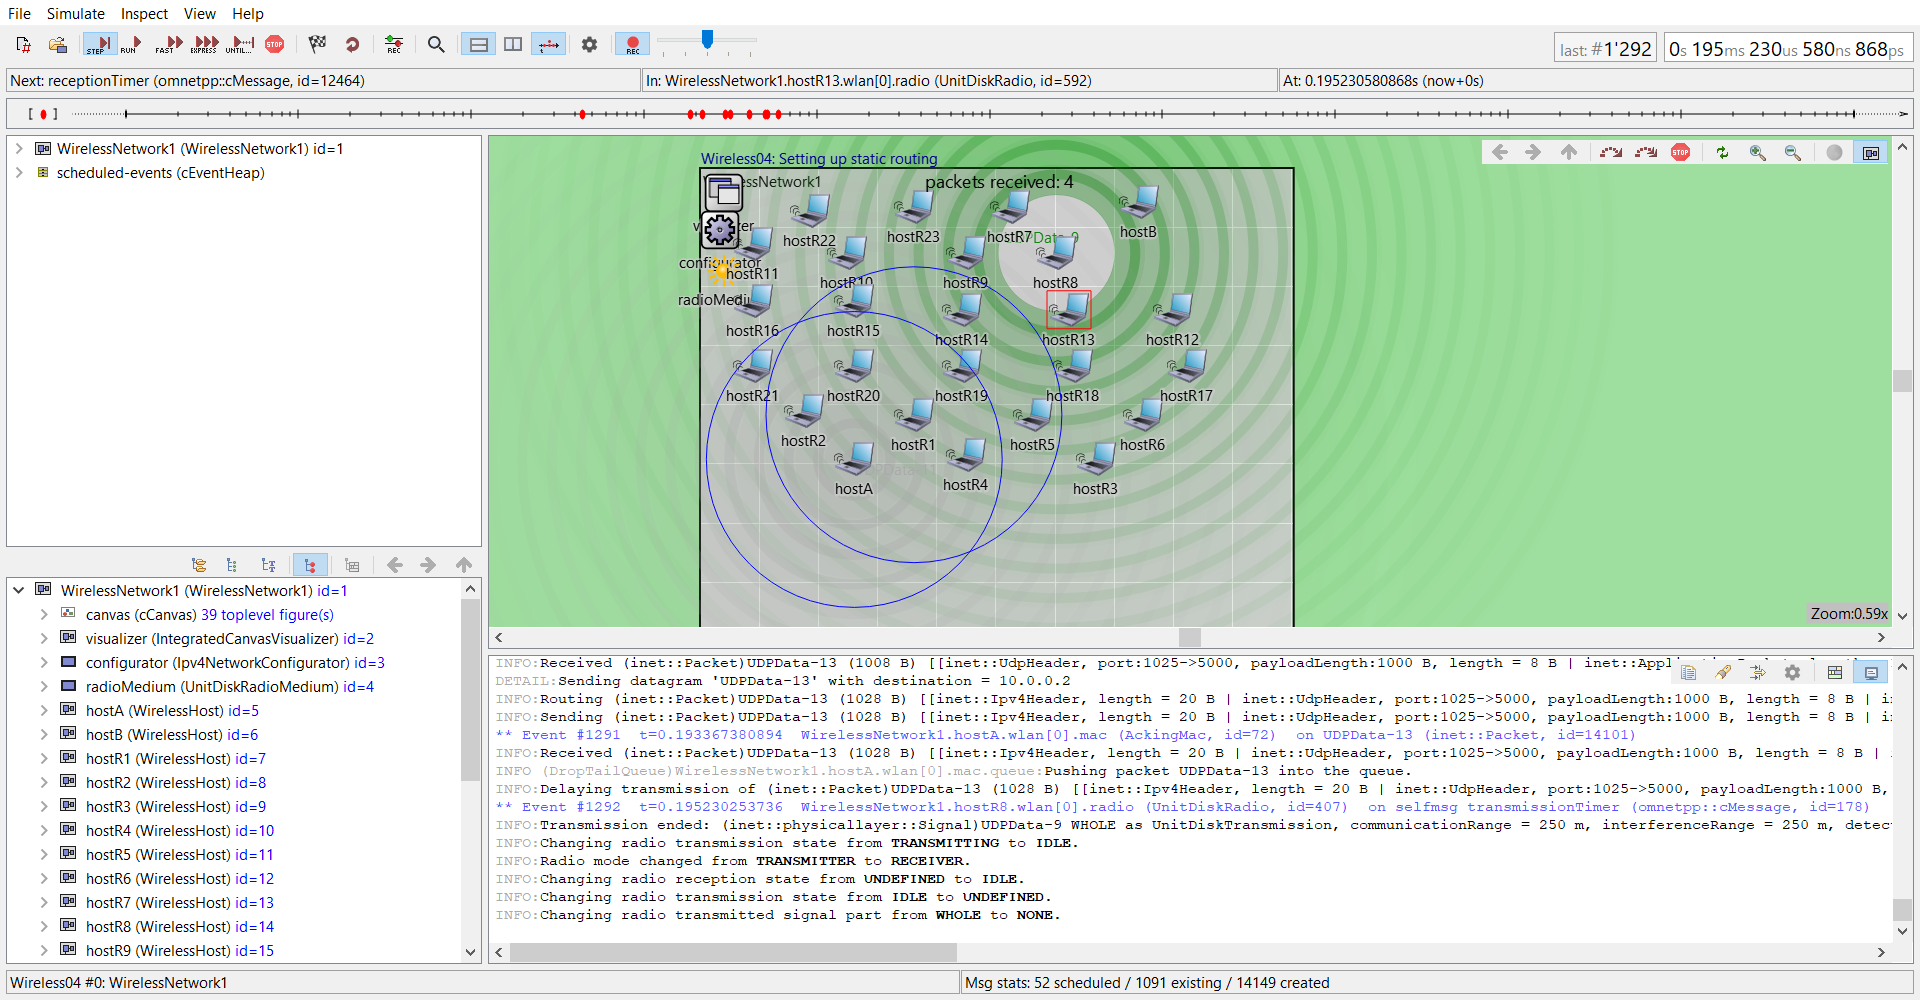 File Simulate Inspect View Help
STEP RUN FAST EXPRESS UNTIL... STOP REC REC
last: #1'292
0s 195ms 230us 580ns 868ps
Next: receptionTimer (omnetpp::cMessage, id=12464)
In: WirelessNetwork1.hostR13.wlan[0].radio (UnitDiskRadio, id=592)
At: 0.195230580868s (now+0s)
WirelessNetwork1 (WirelessNetwork1) id=1
scheduled-events (cEventHeap)
WirelessNetwork1 (WirelessNetwork1) id=1
canvas (cCanvas) 39 toplevel figure(s)
visualizer (IntegratedCanvasVisualizer) id=2
configurator (Ipv4NetworkConfigurator) id=3
radioMedium (UnitDiskRadioMedium) id=4
hostA (WirelessHost) id=5
hostB (WirelessHost) id=6
hostR1 (WirelessHost) id=7
hostR2 (WirelessHost) id=8
hostR3 (WirelessHost) id=9
hostR4 (WirelessHost) id=10
hostR5 (WirelessHost) id=11
hostR6 (WirelessHost) id=12
hostR7 (WirelessHost) id=13
hostR8 (WirelessHost) id=14
hostR9 (WirelessHost) id=15
Wireless04: Setting up static routing
STOP
essNetwork1
packets received: 4
hostR22
hostR23
hostR7
hostB
configurator
hostR11
hostR10
hostR9
hostR8
radioMediu
hostR16
hostR15
hostR14
hostR13
hostR12
hostR21
hostR20
hostR19
hostR18
hostR17
hostR2
hostR1
hostR5
hostR6
hostA
hostR4
hostR3
Zoom:0.59x
INFO:Received (inet::Packet)UDPData-13 (1008 B) [[inet::UdpHeader, port:1025->5000, payloadLength:1000 B, length = 8 B | inet::Applic
DETAIL:Sending datagram 'UDPData-13' with destination = 10.0.0.2
INFO:Routing (inet::Packet)UDPData-13 (1028 B) [[inet::Ipv4Header, length = 20 B | inet::UdpHeader, port:1025->5000, payloadLength:1000 B, length = 8 B | i
INFO:Sending (inet::Packet)UDPData-13 (1028 B) [[inet::Ipv4Header, length = 20 B | inet::UdpHeader, port:1025->5000, payloadLength:1000 B, length = 8 B | i
** Event #1291 t=0.193367380894 WirelessNetwork1.hostA.wlan[0].mac (AckingMac, id=72) on UDPData-13 (inet::Packet, id=14101)
INFO:Received (inet::Packet)UDPData-13 (1028 B) [[inet::Ipv4Header, length = 20 B | inet::UdpHeader, port:1025->5000, payloadLength:1000 B, length = 8 B |
INFO (DropTailQueue)WirelessNetwork1.hostA.wlan[0].mac.queue:Pushing packet UDPData-13 into the queue.
INFO:Delaying transmission of (inet::Packet)UDPData-13 (1028 B) [[inet::Ipv4Header, length = 20 B | inet::UdpHeader, port:1025->5000, payloadLength:1000 B,
** Event #1292 t=0.195230253736 WirelessNetwork1.hostR8.wlan[0].radio (UnitDiskRadio, id=407) on selfmsg transmissionTimer (omnetpp::cMessage, id=178)
INFO:Transmission ended: (inet::physicallayer::Signal)UDPData-9 WHOLE as UnitDiskTransmission, communicationRange = 250 m, interferenceRange = 250 m, detec
INFO:Changing radio transmission state from TRANSMITTING to IDLE.
INFO:Radio mode changed from TRANSMITTER to RECEIVER.
INFO:Changing radio reception state from UNDEFINED to IDLE.
INFO:Changing radio transmission state from IDLE to UNDEFINED.
INFO:Changing radio transmitted signal part from WHOLE to NONE.
Wireless04 #0: WirelessNetwork1
Msg stats: 52 scheduled / 1091 existing / 14149 created